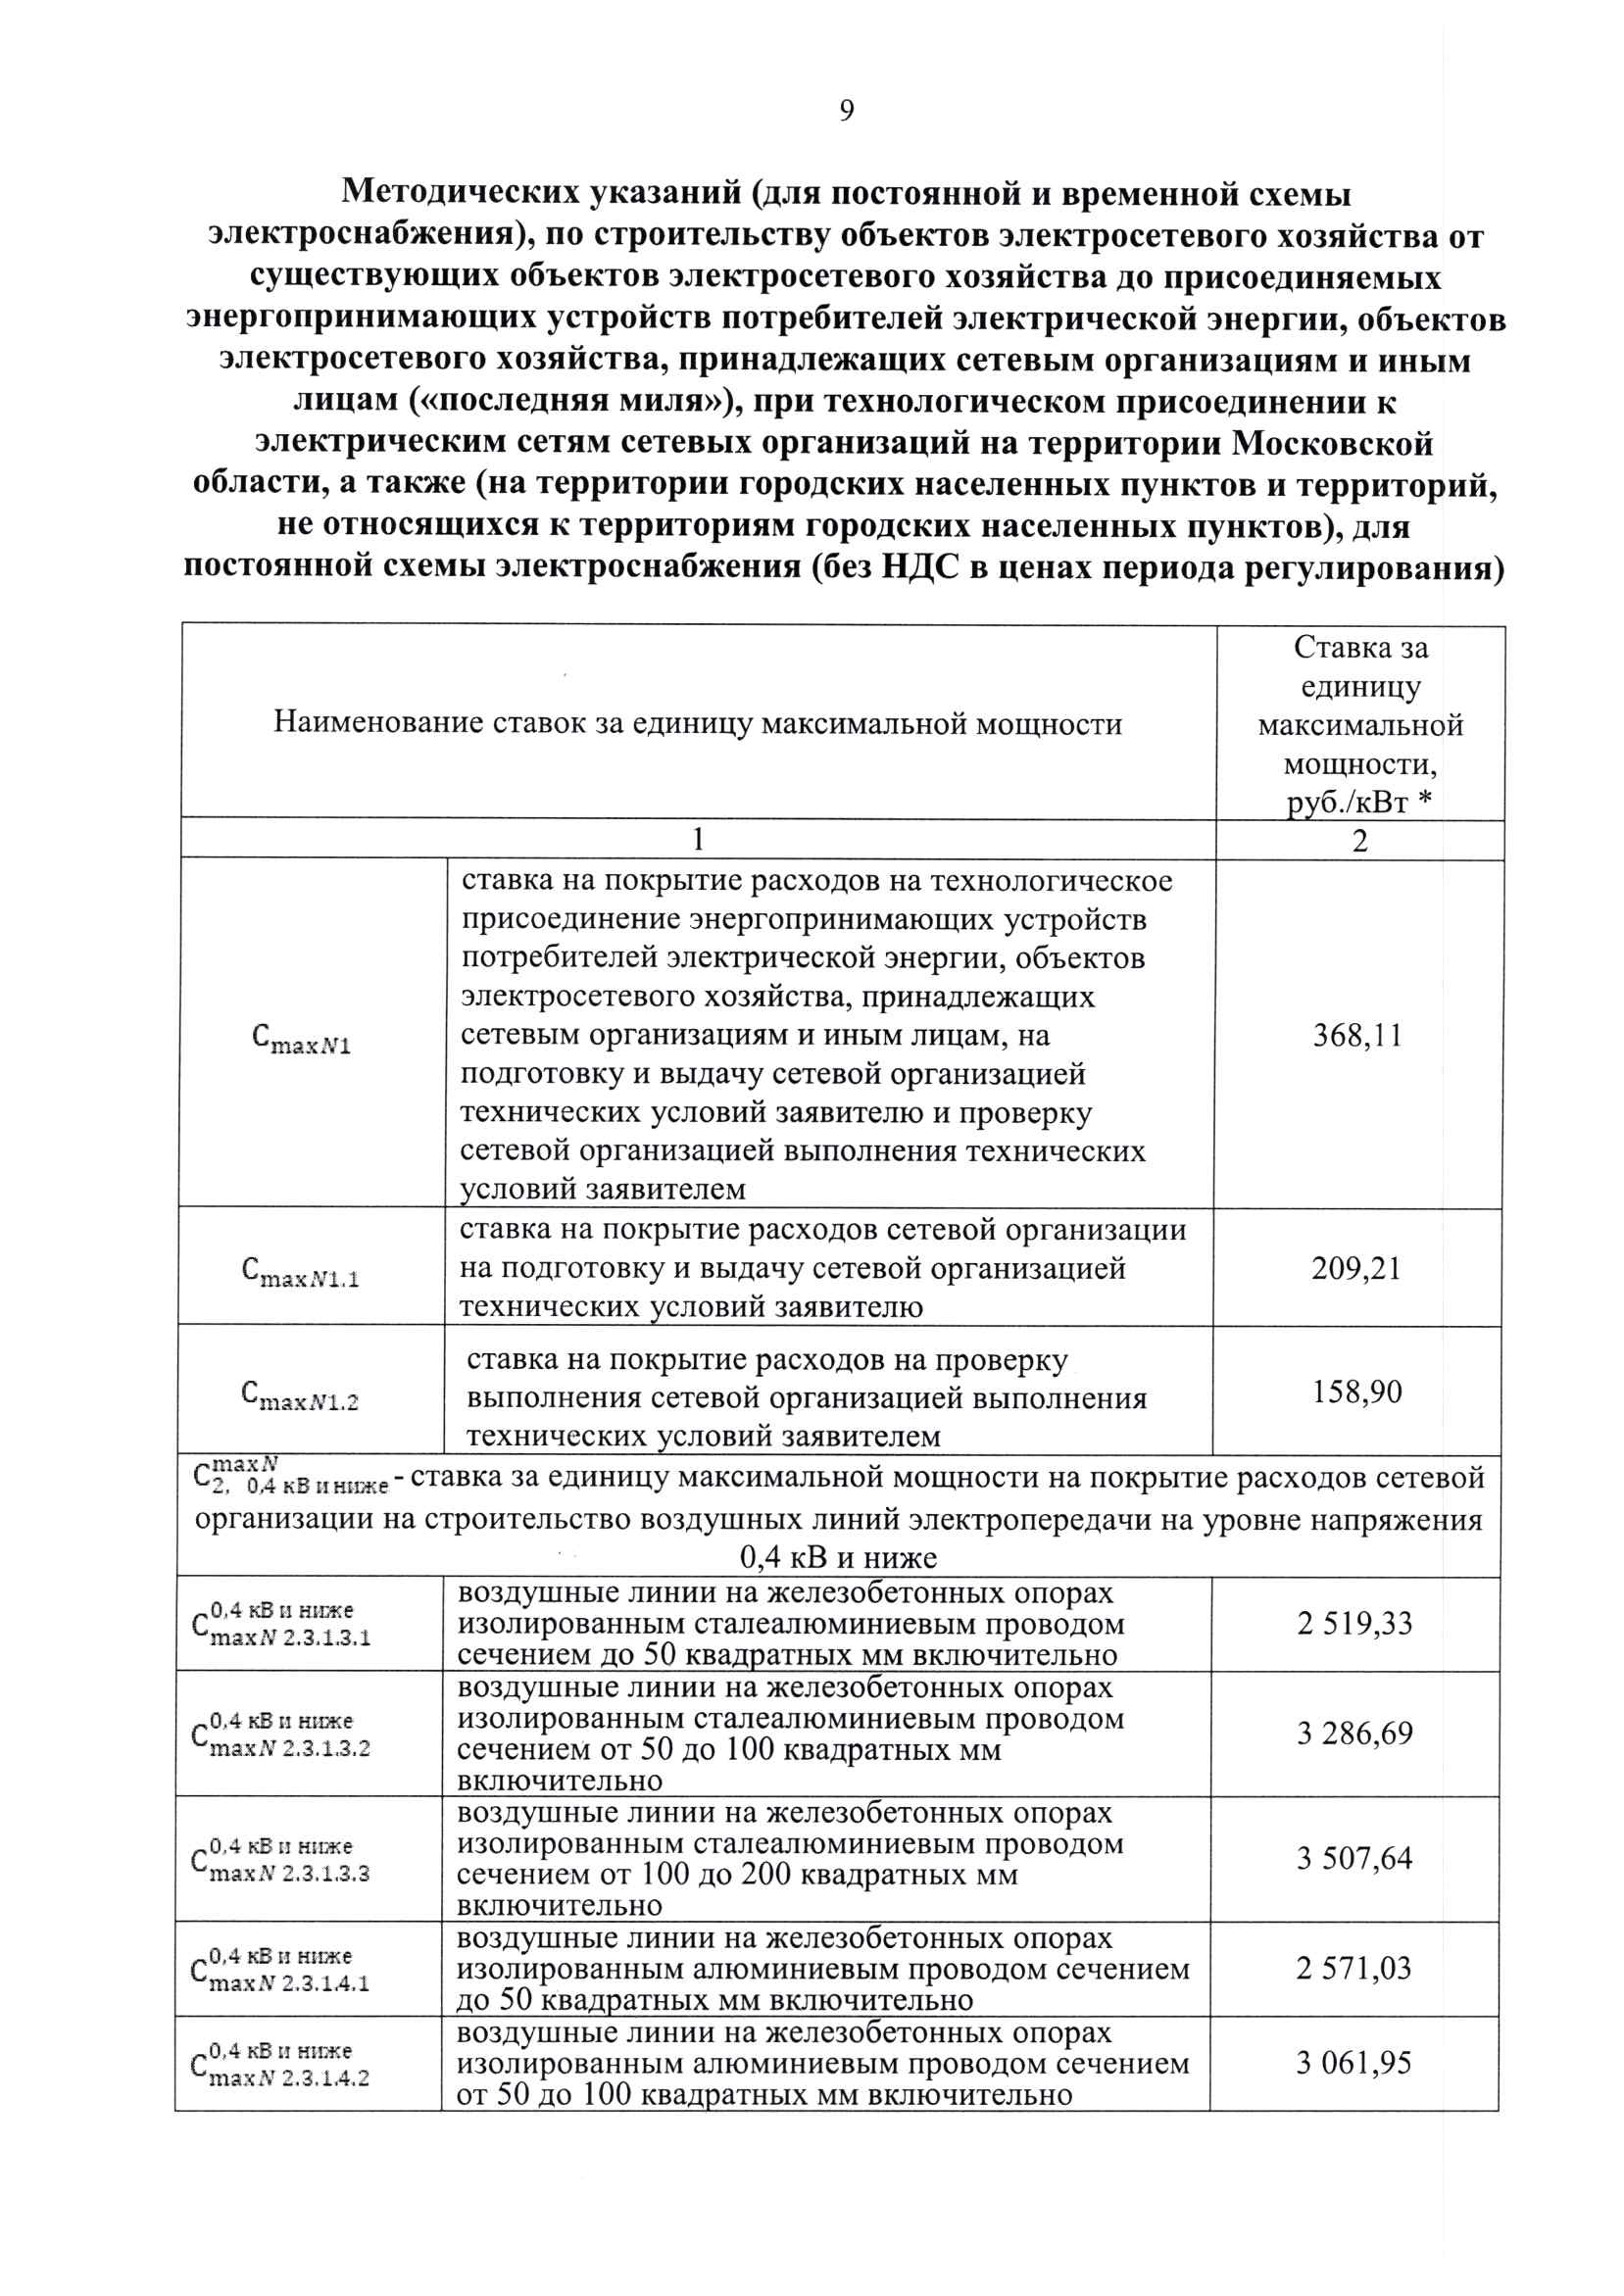 9
Методических указаний (для постоянной и временной схемы
электроснабжения), по строительству объектов электросетевого хозяйства от
существующих объектов электросетевого хозяйства до присоединяемых
энергопринимающих устройств потребителей электрической энергии, объектов
электросетевого хозяйства, принадлежащих сетевым организациям и иным
лицам («последняя миля»), при технологическом присоединении к
электрическим сетям сетевых организаций на территории Московской
области, а также (на территории городских населенных пунктов и территорий,
не относящихся к территориям городских населенных пунктов), для
постоянной схемы электроснабжения (без НДС в ценах периода регулирования)
Наименование ставок за единицу максимальной мощности
Ставка за
единицу
максимальной
мощности,
руб./кВт *
1
2
C maxN1
ставка на покрытие расходов на технологическое
присоединение энергопринимающих устройств
потребителей электрической энергии, объектов
электросетевого хозяйства, принадлежащих
сетевым организациям и иным лицам, на
подготовку и выдачу сетевой организацией
технических условий заявителю и проверку
сетевой организацией выполнения технических
условий заявителем
368,11
C maxN1.1
ставка на покрытие расходов сетевой организации
на подготовку и выдачу сетевой организацией
технических условий заявителю
209,21
C maxN1.2
ставка на покрытие расходов на проверку
выполнения сетевой организацией выполнения
технических условий заявителем
158,90
C maxN 2, 0,4 кВ и ниже - ставка за единицу максимальной мощности на покрытие расходов сетевой
организации на строительство воздушных линий электропередачи на уровне напряжения
0,4 кВ и ниже
C 0,4 кВ и ниже
maxN 2.3.1.3.1
воздушные линии на железобетонных опорах
изолированным сталеалюминиевым проводом
сечением до 50 квадратных мм включительно
2 519,33
C 0,4 кВ и ниже
maxN 2.3.1.3.2
воздушные линии на железобетонных опорах
изолированным сталеалюминиевым проводом
сечением от 50 до 100 квадратных мм
включительно
3 286,69
C 0,4 кВ и ниже
maxN 2.3.1.3.3
воздушные линии на железобетонных опорах
изолированным сталеалюминиевым проводом
сечением от 100 до 200 квадратных мм
включительно
3 507,64
C 0,4 кВ и ниже
maxN 2.3.1.4.1
воздушные линии на железобетонных опорах
изолированным алюминиевым проводом сечением
до 50 квадратных мм включительно
2 571,03
C 0,4 кВ и ниже
maxN 2.3.1.4.2
воздушные линии на железобетонных опорах
изолированным алюминиевым проводом сечением
от 50 до 100 квадратных мм включительно
3 061,95